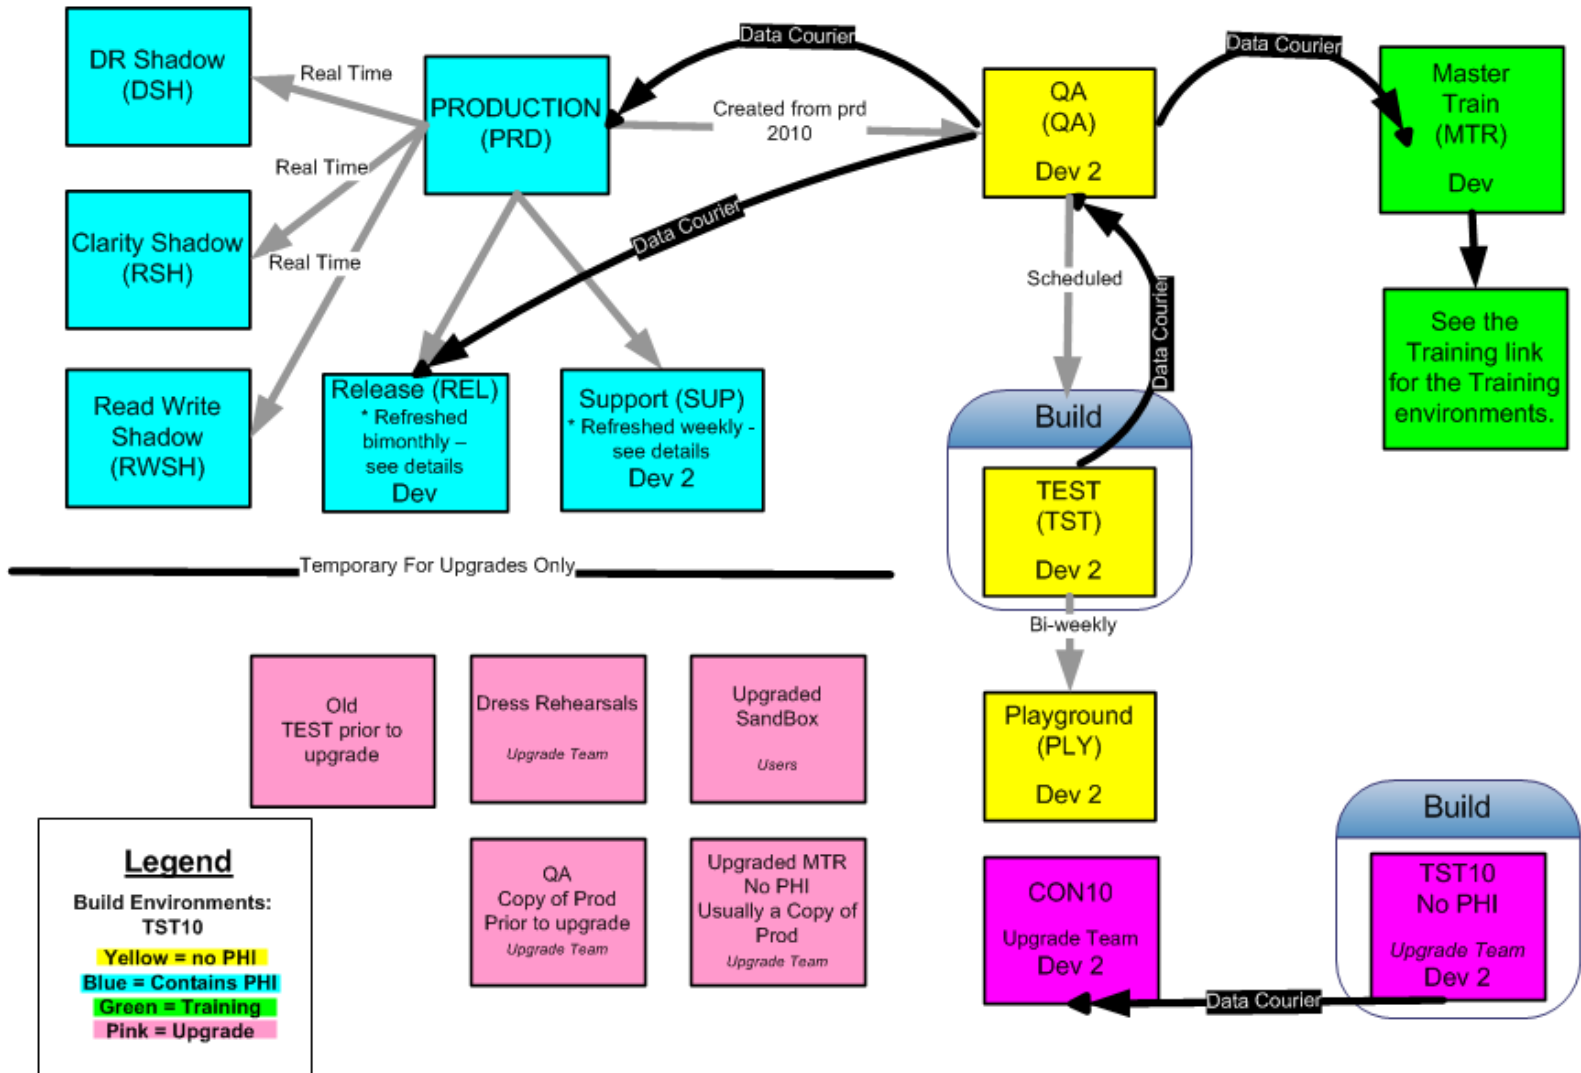 DR Shadow
(DSH)
Real Time
PRODUCTION
(PRD)
Data Courier
Created from prd
2010
QA
(QA)
Dev 2
Data Courier
Master
Train
(MTR)
Dev
Real Time
Clarity Shadow
(RSH)
Real Time
Data Courier
Scheduled
Data Courier
See the
Training link
for the Training
environments.
Read Write
Shadow
(RWSH)
Release (REL)
* Refreshed
bimonthly –
see details
Dev
Support (SUP)
* Refreshed weekly -
see details
Dev 2
Build
TEST
(TST)
Dev 2
Temporary For Upgrades Only
Bi-weekly
Old
TEST prior to
upgrade
Dress Rehearsals
Upgrade Team
Upgraded
SandBox
Users
Playground
(PLY)
Dev 2
QA
Copy of Prod
Prior to upgrade
Upgrade Team
Upgraded MTR
No PHI
Usually a Copy of
Prod
Upgrade Team
CON10
Upgrade Team
Dev 2
Build
TST10
No PHI
Upgrade Team
Dev 2
Data Courier
Legend
Build Environments:
TST10
Yellow = no PHI
Blue = Contains PHI
Green = Training
Pink = Upgrade